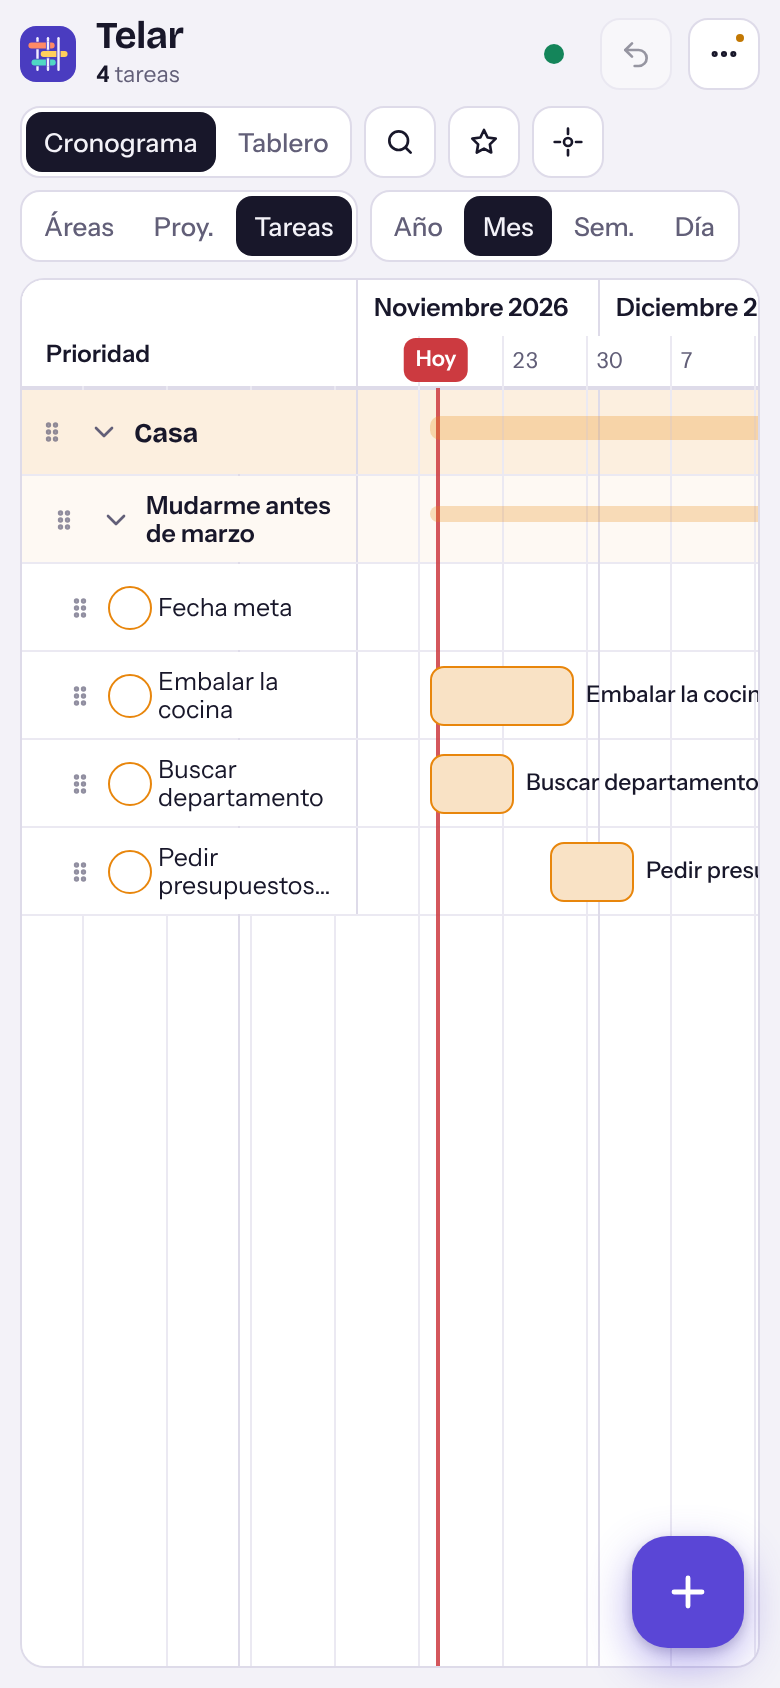 Telar
4 tareas
Cronograma
Tablero
Áreas
Proy.
Tareas
Año
Mes
Sem.
Día
Noviembre 2026
Diciembre 2
Prioridad
Hoy
23
30
7
Casa
Mudarme antes
de marzo
Fecha meta
Embalar la
cocina
Embalar la cocin
Buscar
departamento
Buscar departamento
Pedir
presupuestos...
Pedir presu